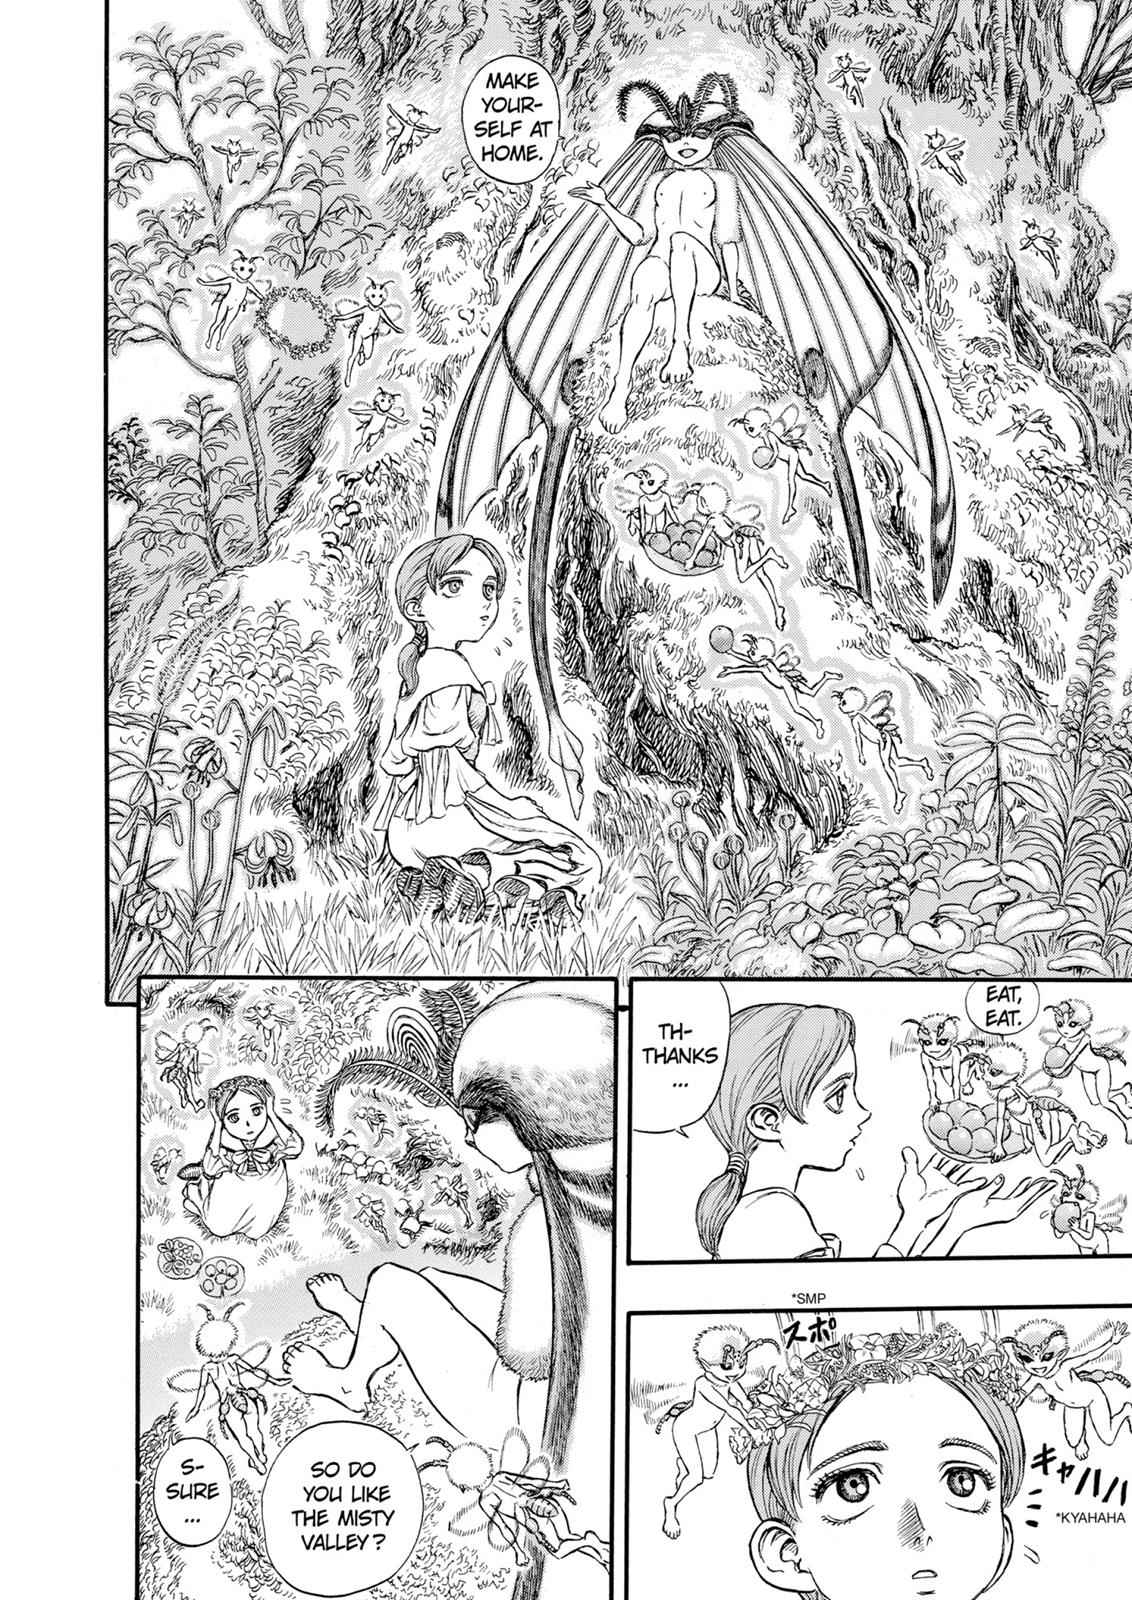 MAKE
YOUR-
SELF AT
HOME.
EAT,
EAT.
TH-
THANKS
...
*SMP
スポ
キャハハハ
*KYAHAHA
SO DO
YOU LIKE
THE MISTY
VALLEY?
S-
SURE
...